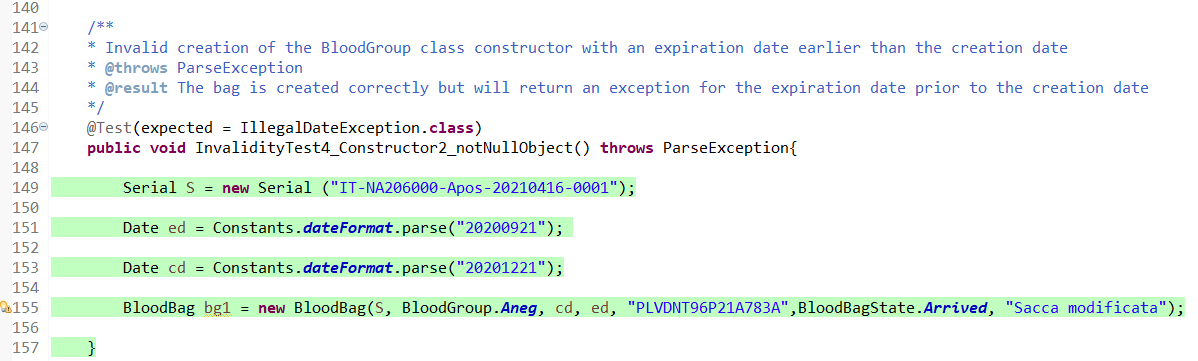 140
141 /**
142 * Invalid creation of the BloodGroup class constructor with an expiration date earlier than the creation date
143 * @throws ParseException
144 * @result The bag is created correctly but will return an exception for the expiration date prior to the creation date
145 */
146 @Test(expected = IllegalDateException.class)
147 public void InvalidityTest4_Constructor2_notNullObject() throws ParseException{
148
149 Serial S = new Serial ("IT-NA206000-Apos-20210416-0001");
150
151 Date ed = Constants.dateFormat.parse("20200921");
152
153 Date cd = Constants.dateFormat.parse("20201221");
154
155 BloodBag bg1 = new BloodBag(S, BloodGroup.Aneg, cd, ed, "PLVDNT96P21A783A",BloodBagState.Arrived, "Sacca modificata");
156
157 }